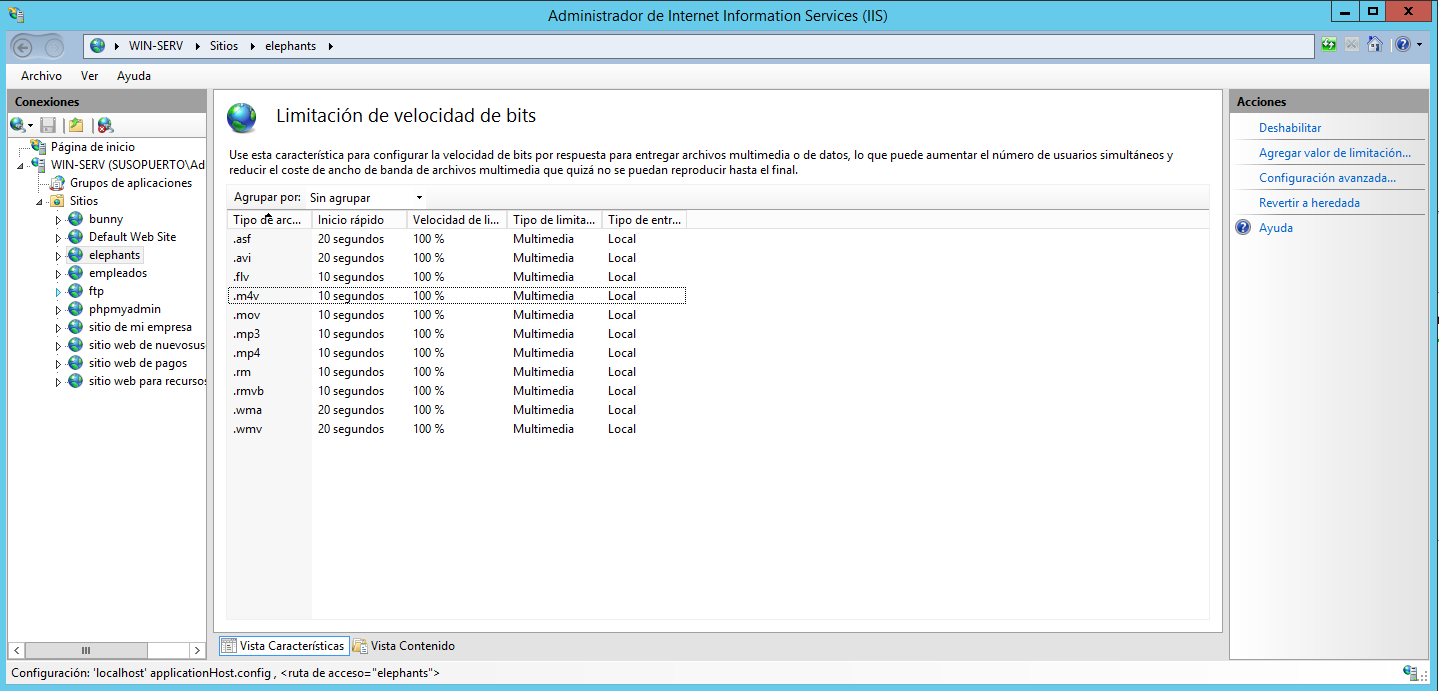 Administrador de Internet Information Services (IIS)
WIN-SERV Sitios elephants
Archivo Ver Ayuda
Conexiones
Página de inicio
WIN-SERV (SUSOPUERTO\Ad
Grupos de aplicaciones
Sitios
bunny
Default Web Site
elephants
empleados
ftp
phpmyadmin
sitio de mi empresa
sitio web de nuevosus
sitio web de pagos
sitio web para recursos
Limitación de velocidad de bits
Use esta característica para configurar la velocidad de bits por respuesta para entregar archivos multimedia o de datos, lo que puede aumentar el número de usuarios simultáneos y
reducir el coste de ancho de banda de archivos multimedia que quizá no se puedan reproducir hasta el final.
Agrupar por: Sin agrupar
Tipo de arc... Inicio rápido Velocidad de li... Tipo de limita... Tipo de entr...
.asf 20 segundos 100 % Multimedia Local
.avi 20 segundos 100 % Multimedia Local
.flv 10 segundos 100 % Multimedia Local
.m4v 10 segundos 100 % Multimedia Local
.mov 10 segundos 100 % Multimedia Local
.mp3 10 segundos 100 % Multimedia Local
.mp4 10 segundos 100 % Multimedia Local
.rm 10 segundos 100 % Multimedia Local
.rmvb 10 segundos 100 % Multimedia Local
.wma 20 segundos 100 % Multimedia Local
.wmv 20 segundos 100 % Multimedia Local
Vista Características Vista Contenido
Acciones
Deshabilitar
Agregar valor de limitación...
Configuración avanzada...
Revertir a heredada
Ayuda
Configuración: 'localhost' applicationHost.config , <ruta de acceso="elephants">